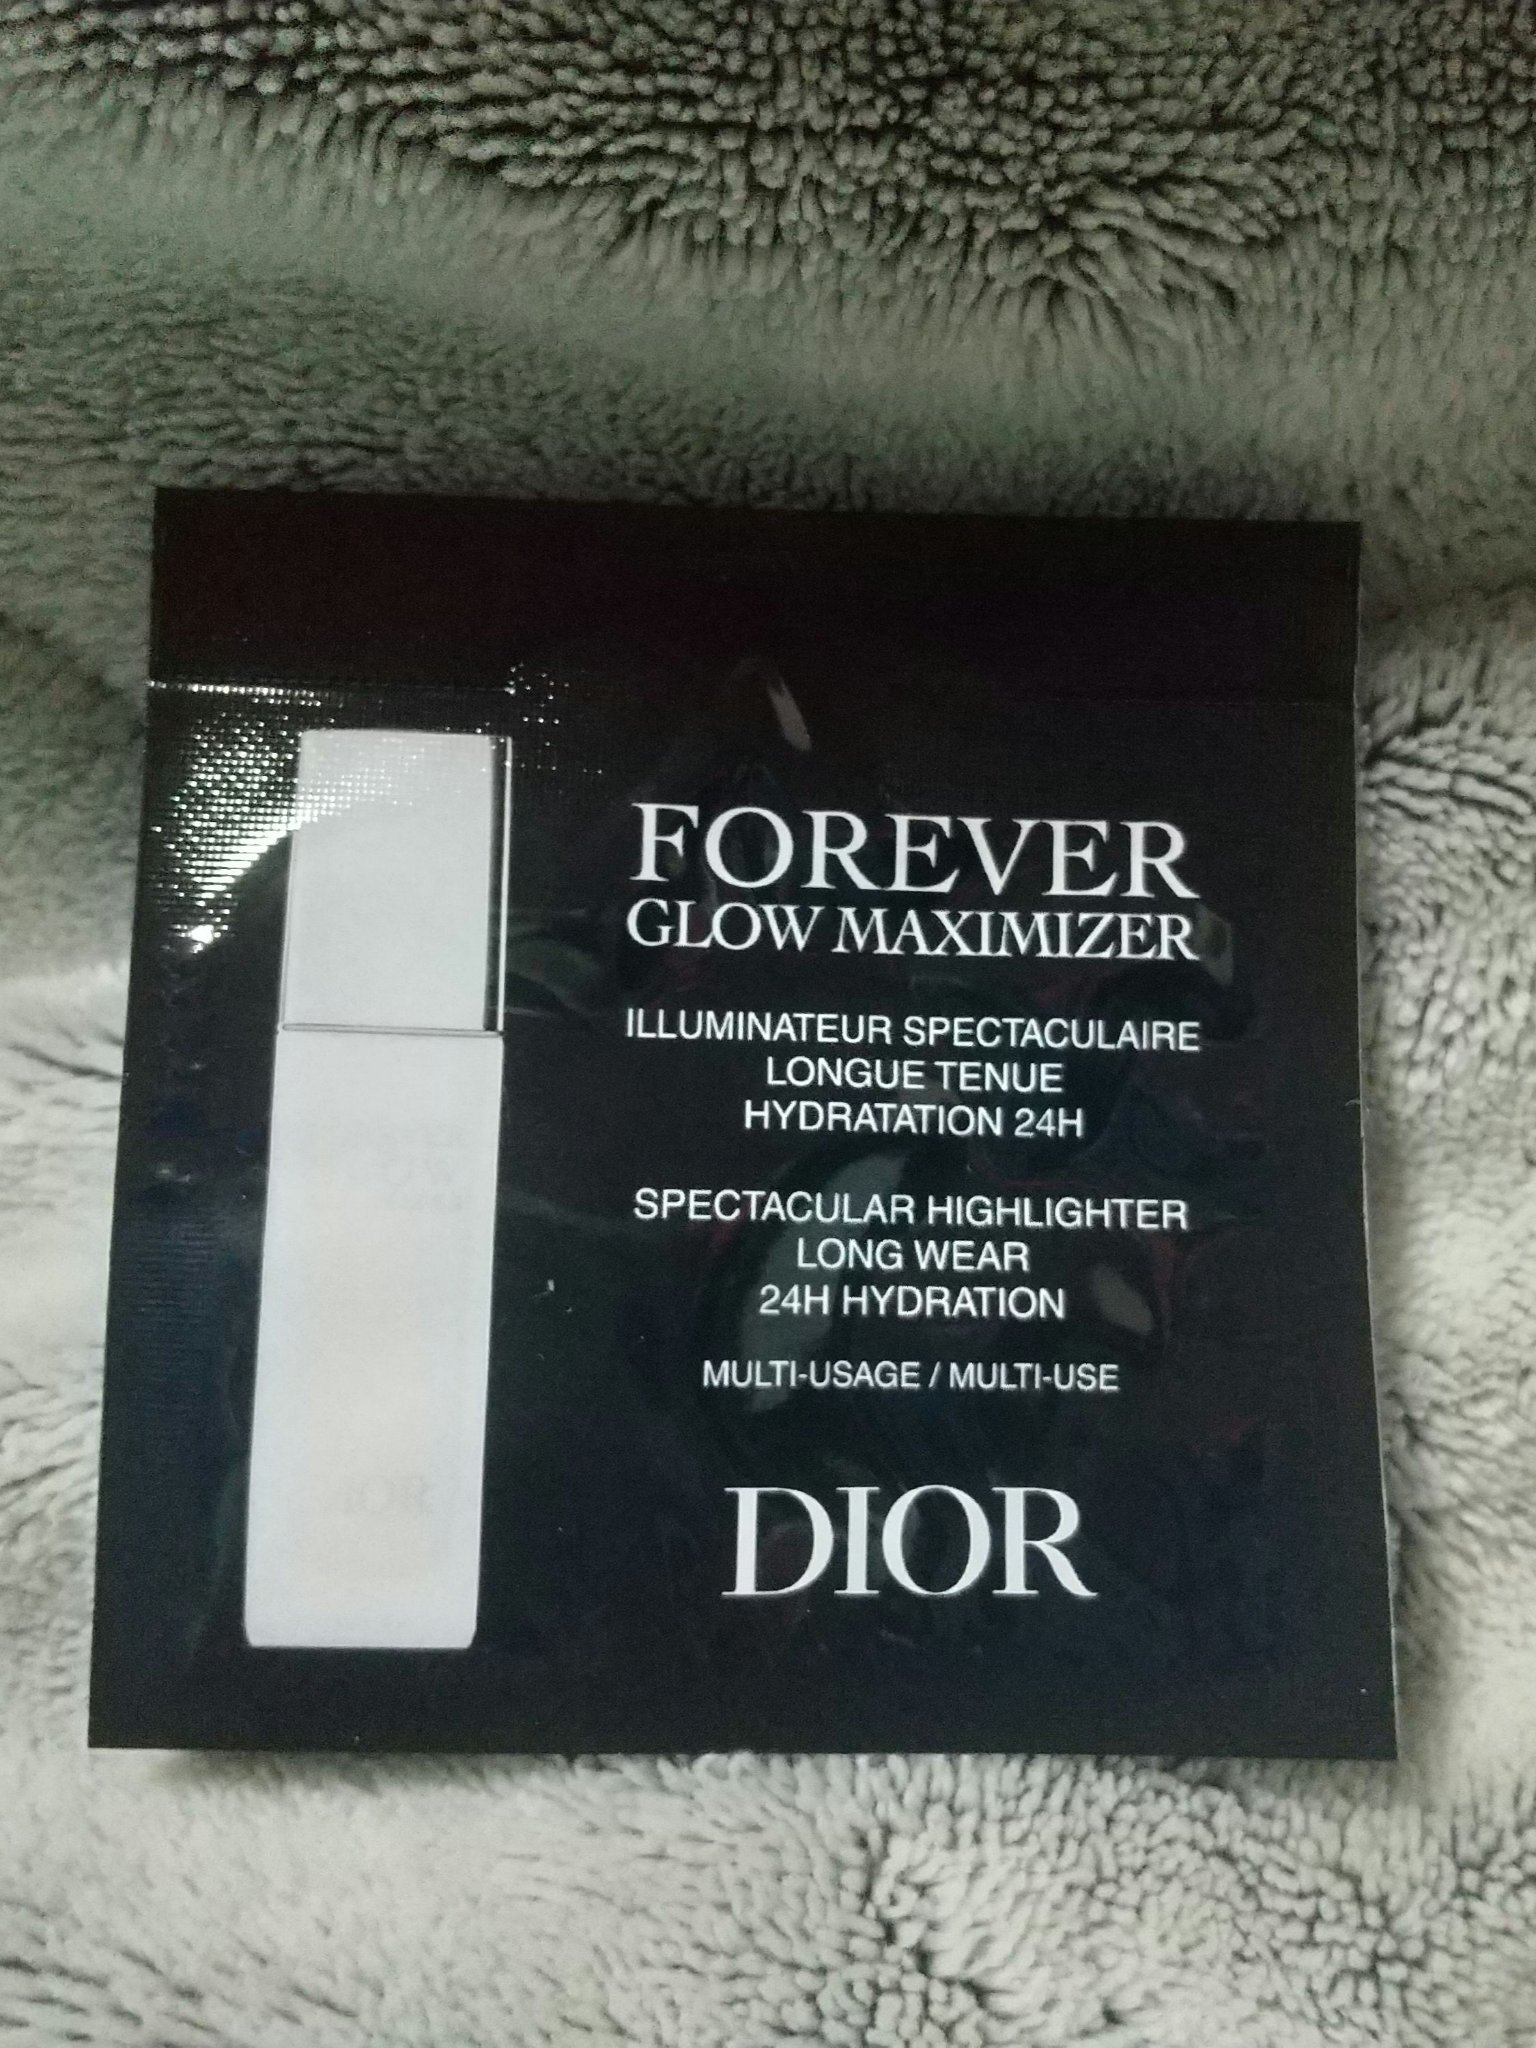 FOREVER
GLOW MAXIMIZER
ILLUMINATEUR SPECTACULAIRE
LONGUE TENUE
HYDRATATION 24H
SPECTACULAR HIGHLIGHTER
LONG WEAR
24H HYDRATION
MULTI-USAGE / MULTI-USE
DIOR